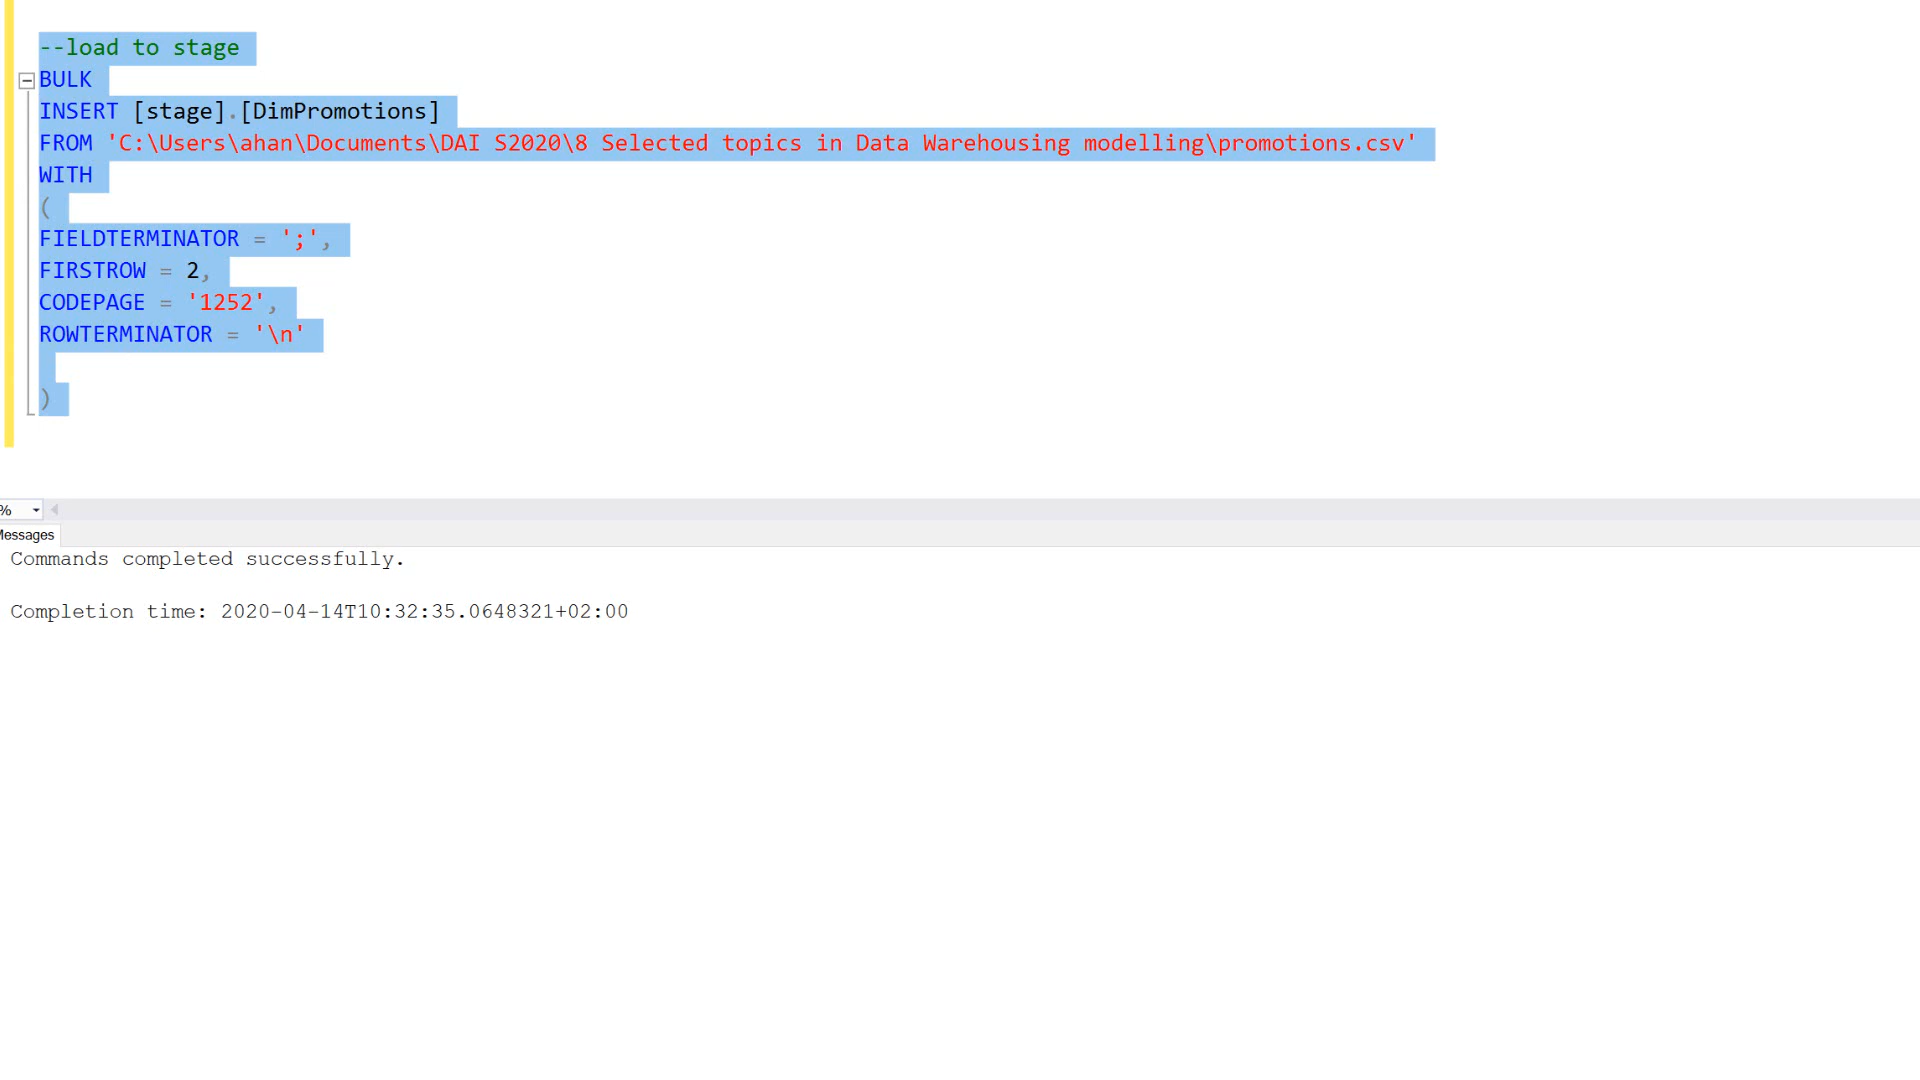 --load to stage
BULK
INSERT [stage].[DimPromotions]
FROM 'C:\Users\ahan\Documents\DAI S2020\8 Selected topics in Data Warehousing modelling\promotions.csv'
WITH
(
FIELDTERMINATOR = ';',
FIRSTROW = 2,
CODEPAGE = '1252',
ROWTERMINATOR = '\n'
)
%
Messages
Commands completed successfully.
Completion time: 2020-04-14T10:32:35.0648321+02:00